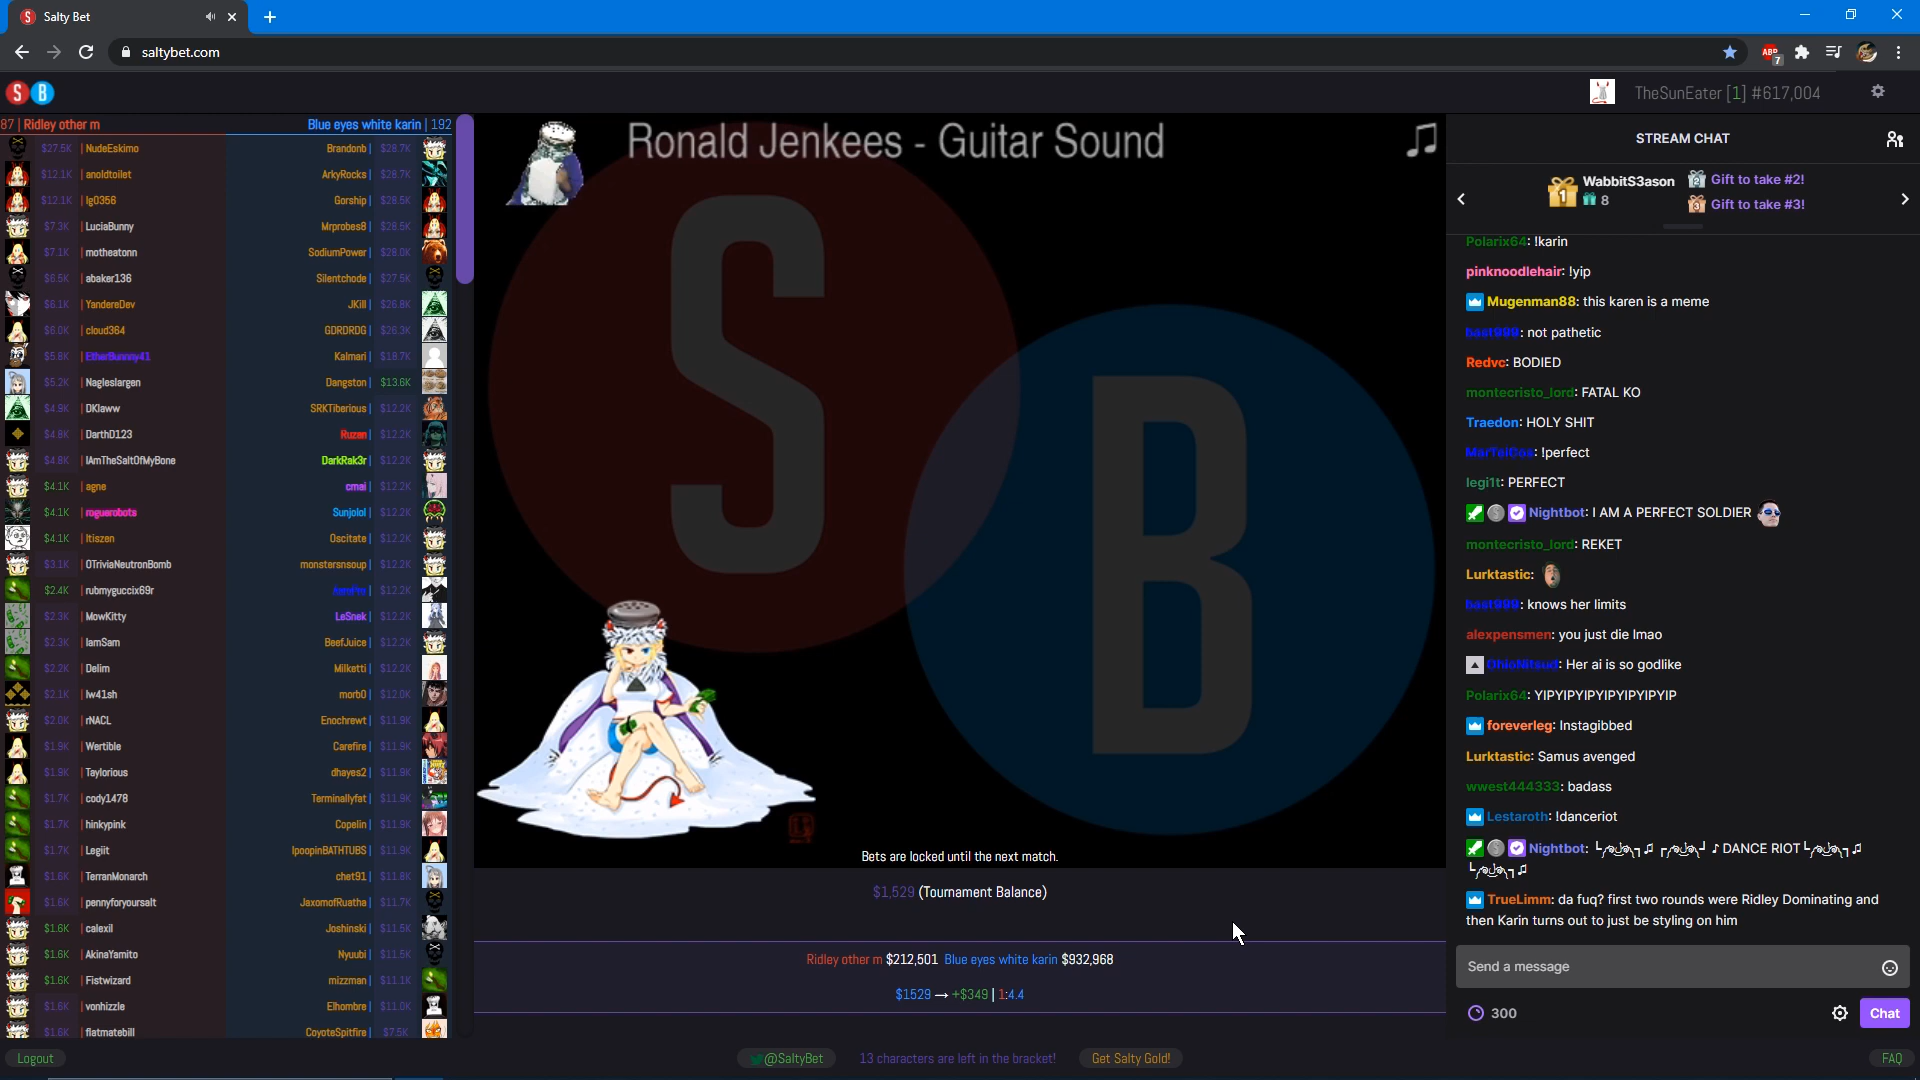 Salty Bet
saltybet.com
ABP
7
S B
TheSunEater [1] #617,004
87 | Ridley other m
Blue eyes white karin | 192
$27.5K | NudeEskimo
Brandonb | $28.7K
$12.1K | anoldtoilet
ArkyRocks | $28.7K
$12.1K | lg0356
Gorship | $28.5K
$7.3K | LuciaBunny
Mrprobes8 | $28.5K
$7.1K | motheatonn
SodiumPower | $28.0K
$6.5K | abaker136
Silentchode | $27.5K
$6.1K | YandereDev
JKill | $26.8K
$6.0K | cloud364
GDRDRDG | $26.3K
$5.8K | EtherBunnny41
Kalmari | $18.7K
$5.2K | Nagleslargen
Dangston | $13.6K
$4.9K | DKlaww
SRKTiberious | $12.2K
$4.8K | DarthD123
Ruzan | $12.2K
$4.8K | IAmTheSaltOfMyBone
DarkRak3r | $12.2K
$4.1K | agne
cmai | $12.2K
$4.1K | roguerobots
Sunjolol | $12.2K
$4.1K | Itiszen
Oscitate | $12.2K
$3.1K | OTriviaNeutronBomb
monstersnsoup | $12.2K
$2.4K | rubmyguccix69r
$12.2K
$2.3K | MowKitty
LeSnek | $12.2K
$2.3K | IamSam
BeefJuice | $12.2K
$2.2K | Delim
Milketti | $12.2K
$2.1K | lw41sh
morb0 | $12.0K
$2.0K | rNACL
Enochrewt | $11.9K
$1.9K | Wertible
Carefire | $11.9K
$1.9K | Taylorious
dhayes2 | $11.9K
$1.7K | cody1478
Terminallyfat | $11.9K
$1.7K | hinkypink
Copelin | $11.9K
$1.7K | Legiit
IpoopinBATHTUBS | $11.9K
$1.6K | TerranMonarch
chet91 | $11.8K
$1.6K | pennyforyoursalt
JaxomofRuatha | $11.7K
$1.6K | calexil
Joshinski | $11.5K
$1.6K | AkinaYamito
Nyuubi | $11.5K
$1.6K | Fistwizard
mizzman | $11.1K
$1.6K | vonhizzle
Elhombre | $11.0K
$1.6K | flatmatebill
CoyoteSpitfire | $7.5K
Ronald Jenkees - Guitar Sound
S
B
Bets are locked until the next match.
$1,529 (Tournament Balance)
Ridley other m $212,501 Blue eyes white karin $932,968
$1529 → +$349 | 1:4.4
STREAM CHAT
1
WabbitS3ason
8
2 Gift to take #2!
3 Gift to take #3!
Polarix64: !karin
pinknoodlehair: !yip
Mugenman88: this karen is a meme
bast999: not pathetic
Redvc: BODIED
montecristo_lord: FATAL KO
Traedon: HOLY SHIT
MarTelCoa: !perfect
legi1t: PERFECT
Nightbot: I AM A PERFECT SOLDIER
montecristo_lord: REKET
Lurktastic:
bast999: knows her limits
alexpensmen: you just die lmao
OhioNitsud: Her ai is so godlike
Polarix64: YIPYIPYIPYIPYIPYIPYIP
foreverleg: Instagibbed
Lurktastic: Samus avenged
wwest444333: badass
Lestaroth: !danceriot
Nightbot: ♪ DANCE RIOT
TrueLimm: da fuq? first two rounds were Ridley Dominating and
then Karin turns out to just be styling on him
Send a message
300
Chat
Logout
@SaltyBet
13 characters are left in the bracket!
Get Salty Gold!
FAQ